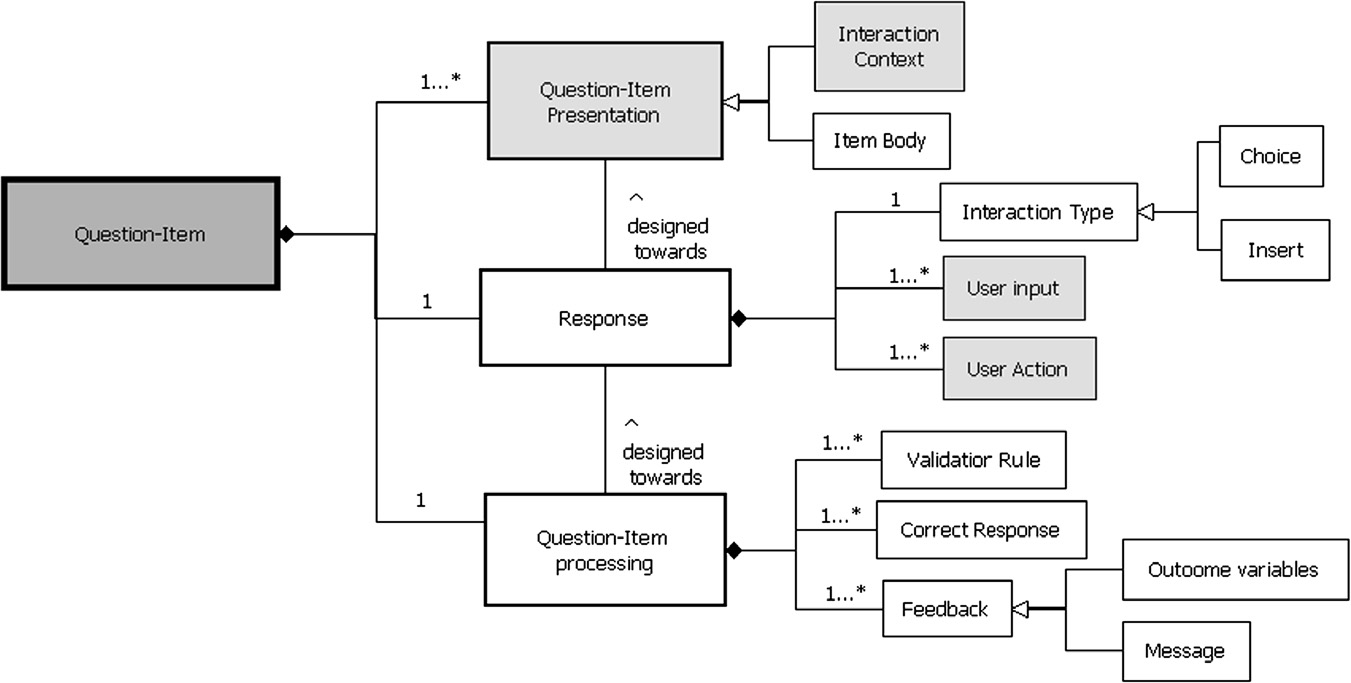 Interaction
Context
1...*
Question-Item
Presentation
Item Body
Choice
^
designed
towards
1
Interaction Type
Question-Item
Insert
1...*
User input
1
Response
1...*
User Action
^
designed
towards
1...*
Validatior Rule
1
1...*
Correct Response
Question-Item
processing
Outoome variables
1...*
Feedback
Message